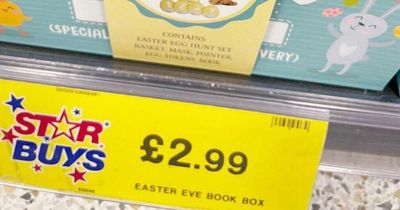 CONTAINS:
EASTER EGG HUNT SET
BASKET, MASK, POINTER,
EGG TOKENS, BOOK
(SPECIAL
VERY)
STAR
BUYS
£2.99
EASTER EVE BOOK BOX